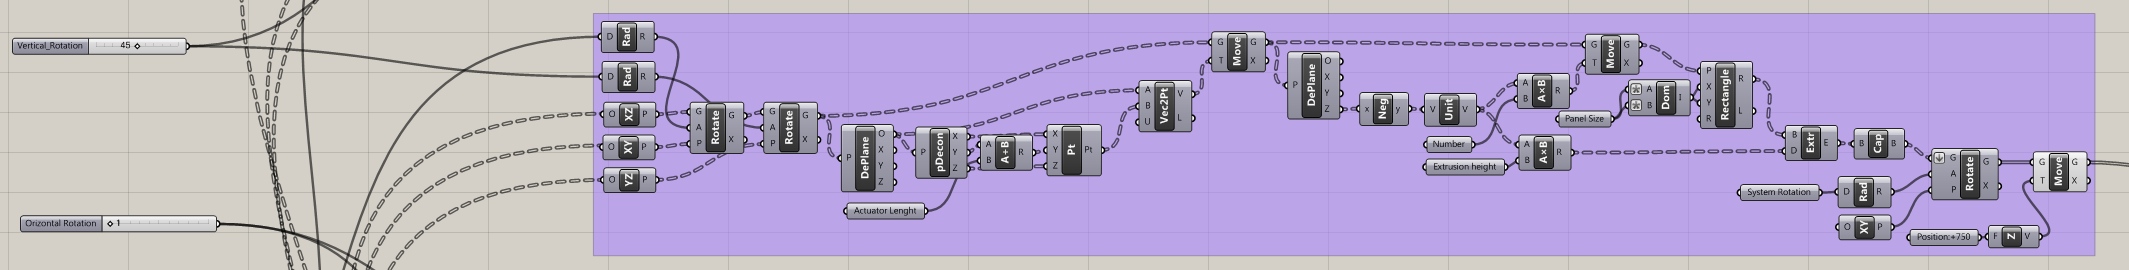 Vertical_Rotation 45
Orizontal Rotation 1
D Rad R
D Rad R
O XZ P
O XY P
O YZ P
G A P Rotate G X
G A P Rotate G X
P DePlane O X Y Z
P pDecon X Y Z
Actuator Lenght
A B A+B R
X Y Z Pt Pt
A B U Vec2Pt V L
G T Move G X
P DePlane O X Y Z
x Neg y
V Unit V
Number
Extrusion height
A B A×B R
A B A×B R
Panel Size
G T Move G X
A B Dom I
P X Y R Rectangle R L
B D Extr E
B Cap B
System Rotation
D Rad R
O XY P
G A P Rotate G X
Position:+750
F Z V
G T Move G X